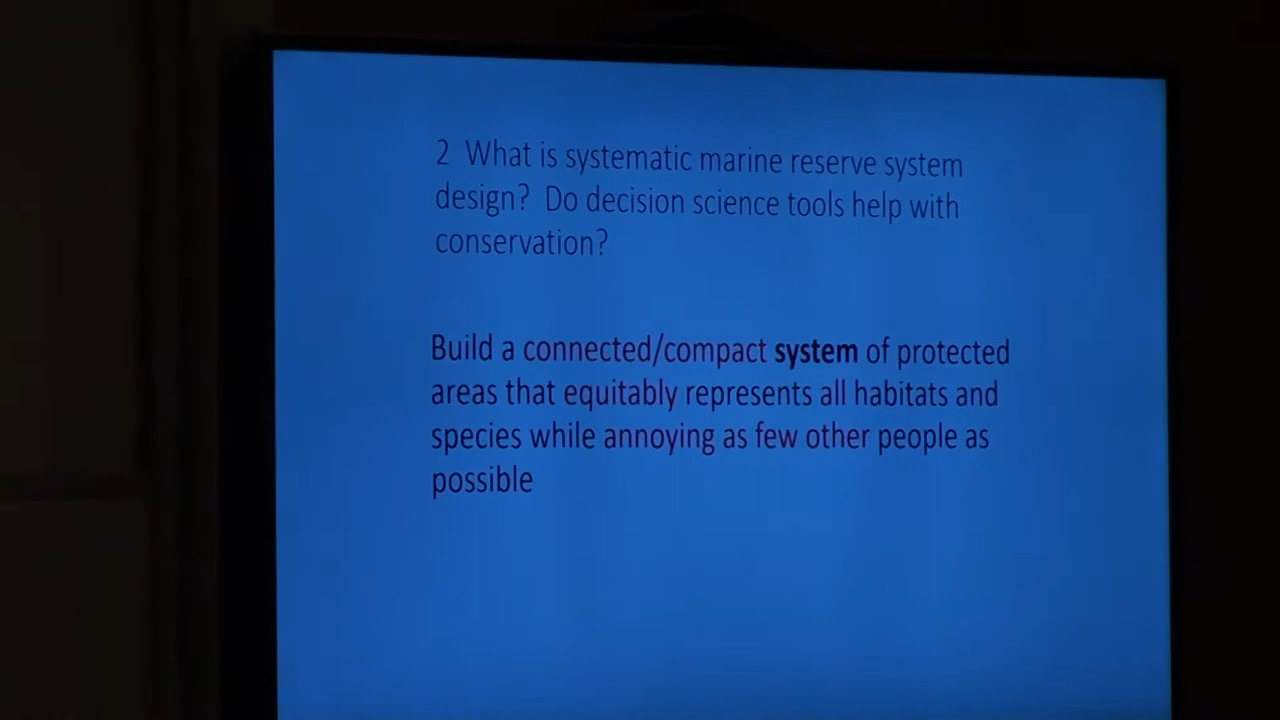 2 What is systematic marine reserve system
design? Do decision science tools help with
conservation?
Build a connected/compact system of protected
areas that equitably represents all habitats and
species while annoying as few other people as
possible